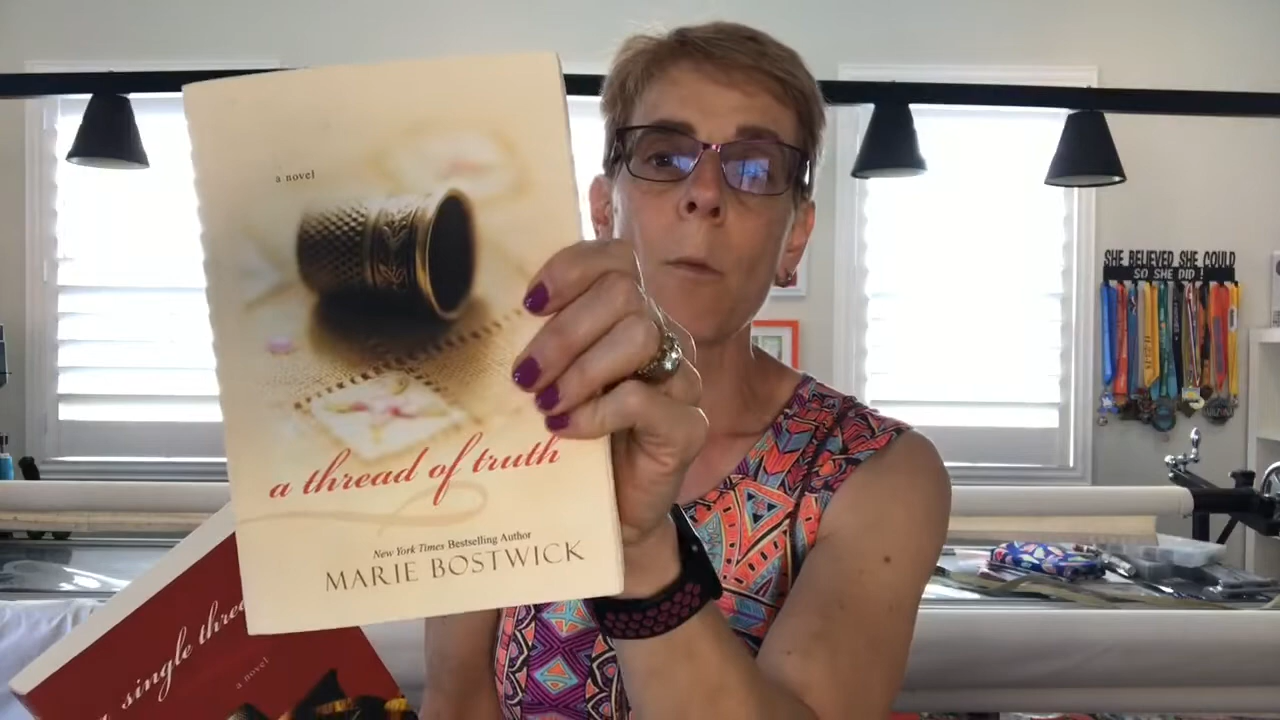 a novel
a thread of truth
New York Times Bestselling Author
MARIE BOSTWICK
single
a novel
SHE BELIEVED SHE COULD
SO SHE DID !